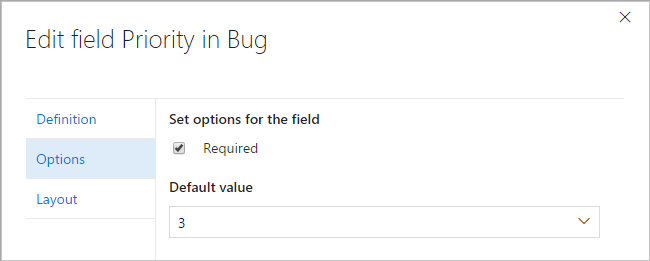 Edit field Priority in Bug
Definition
Options
Layout
Set options for the field
Required
Default value
3